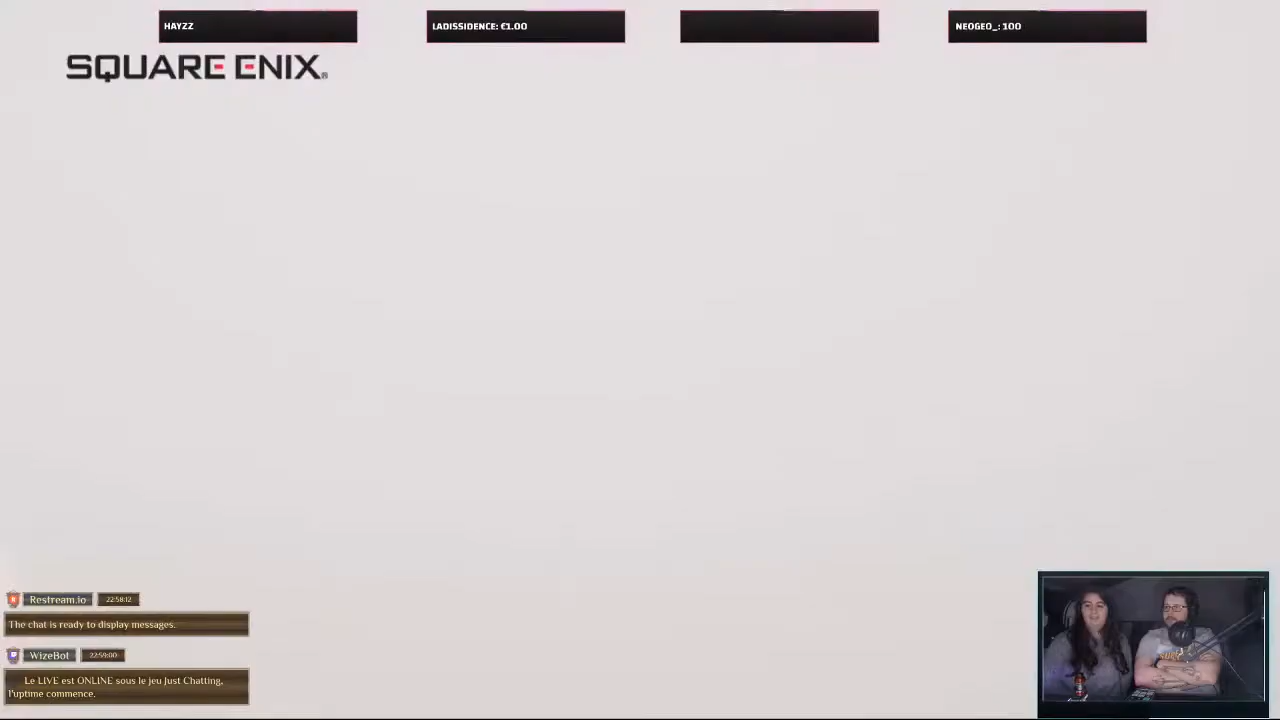 HAYZZ
LADISSIDENCE: €1.00
NEOGEO_: 100
SQUARE ENIX®
Restream.io 22:58:12
The chat is ready to display messages.
WizeBot 22:59:00
Le LIVE est ONLINE sous le jeu Just Chatting,
l'uptime commence.